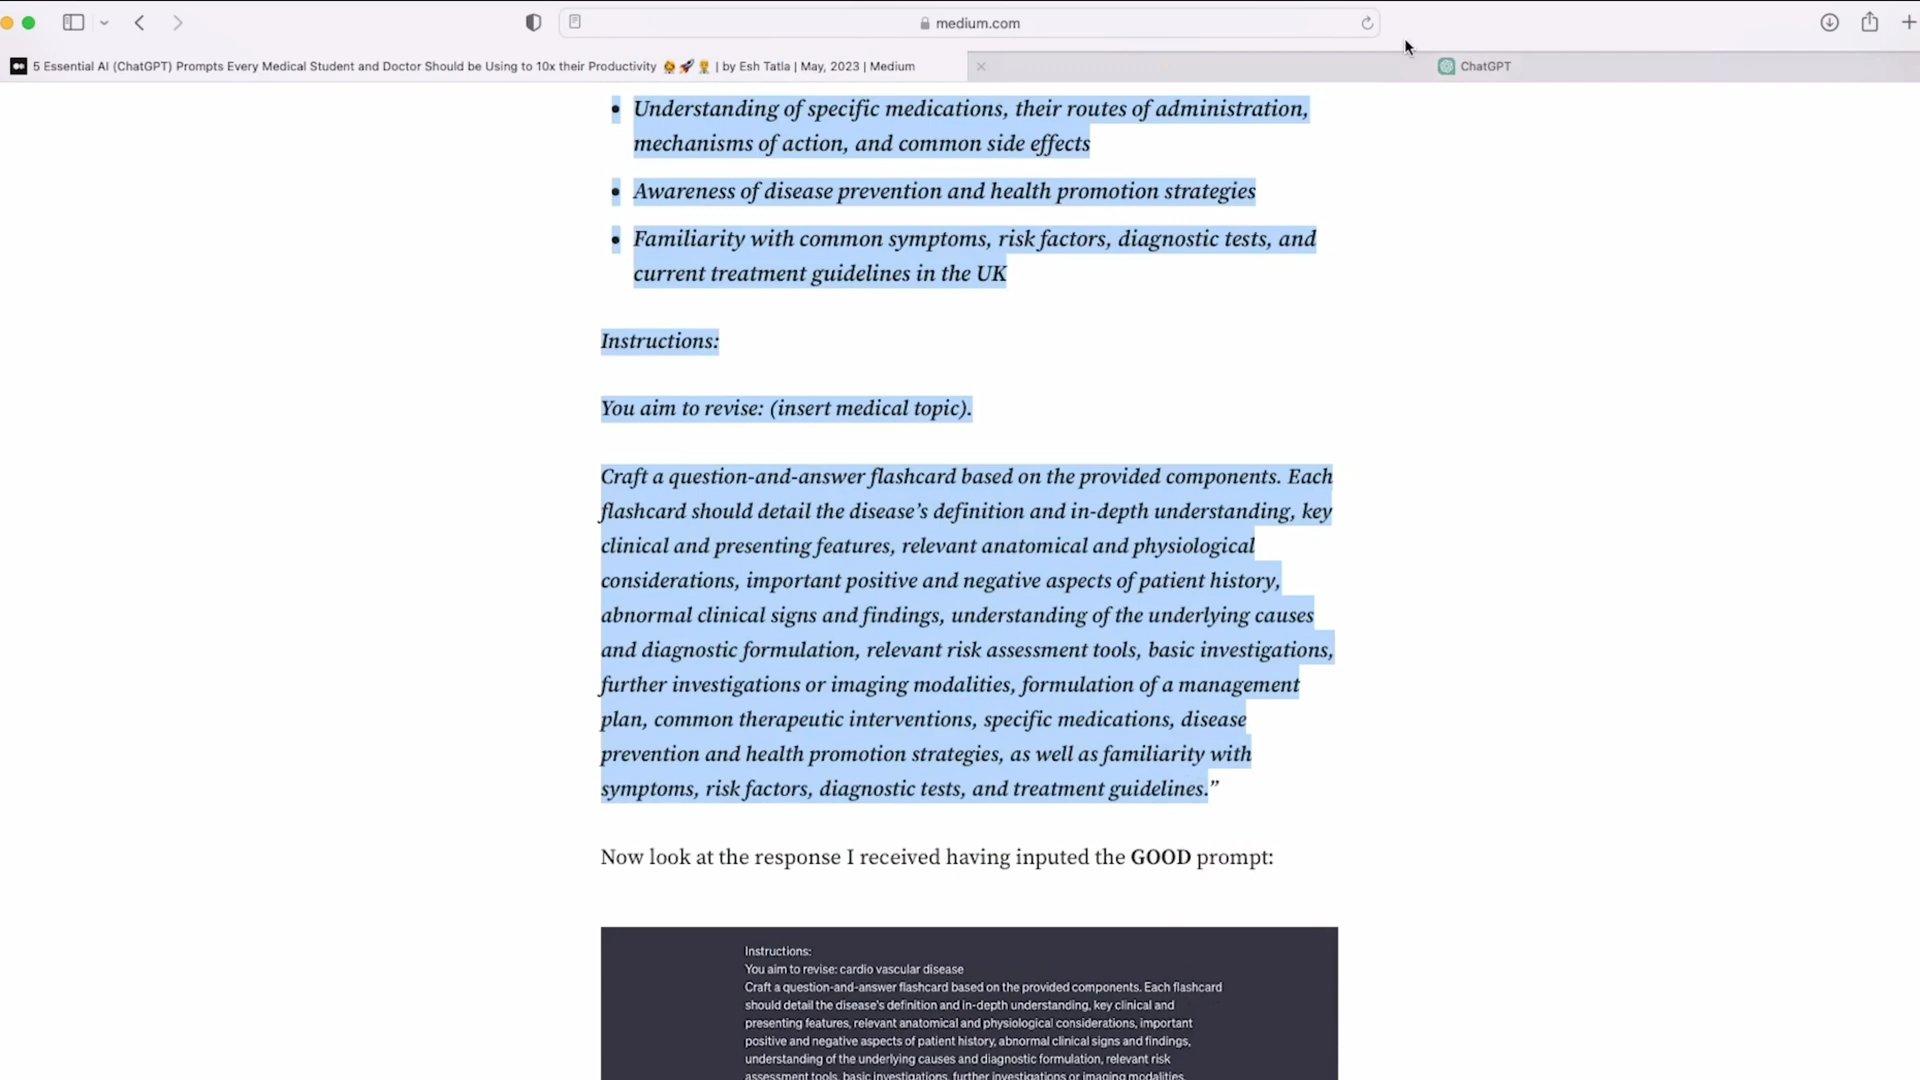 medium.com
5 Essential AI (ChatGPT) Prompts Every Medical Student and Doctor Should be Using to 10x their Productivity 👩‍⚕️🚀👨‍⚕️ | by Esh Tatla | May, 2023 | Medium
ChatGPT
• Understanding of specific medications, their routes of administration,
mechanisms of action, and common side effects
• Awareness of disease prevention and health promotion strategies
• Familiarity with common symptoms, risk factors, diagnostic tests, and
current treatment guidelines in the UK
Instructions:
You aim to revise: (insert medical topic).
Craft a question-and-answer flashcard based on the provided components. Each
flashcard should detail the disease’s definition and in-depth understanding, key
clinical and presenting features, relevant anatomical and physiological
considerations, important positive and negative aspects of patient history,
abnormal clinical signs and findings, understanding of the underlying causes
and diagnostic formulation, relevant risk assessment tools, basic investigations,
further investigations or imaging modalities, formulation of a management
plan, common therapeutic interventions, specific medications, disease
prevention and health promotion strategies, as well as familiarity with
symptoms, risk factors, diagnostic tests, and treatment guidelines.”
Now look at the response I received having inputed the GOOD prompt:
Instructions:
You aim to revise: cardio vascular disease
Craft a question-and-answer flashcard based on the provided components. Each flashcard
should detail the disease's definition and in-depth understanding, key clinical and
presenting features, relevant anatomical and physiological considerations, important
positive and negative aspects of patient history, abnormal clinical signs and findings,
understanding of the underlying causes and diagnostic formulation, relevant risk
assessment tools, basic investigations, further investigations or imaging modalities,